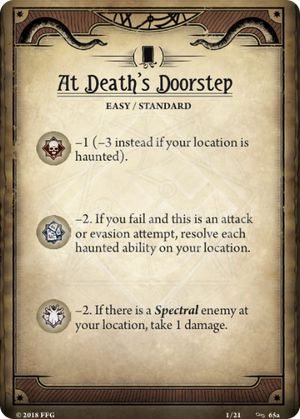 At Death's Doorstep
EASY / STANDARD
–1 (–3 instead if your location is
haunted).
–2. If you fail and this is an attack
or evasion attempt, resolve each
haunted ability on your location.
–2. If there is a Spectral enemy at
your location, take 1 damage.
© 2018 FFG 1/21 65a